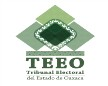 TEEO
Tribunal Electoral
del Estado de Oaxaca